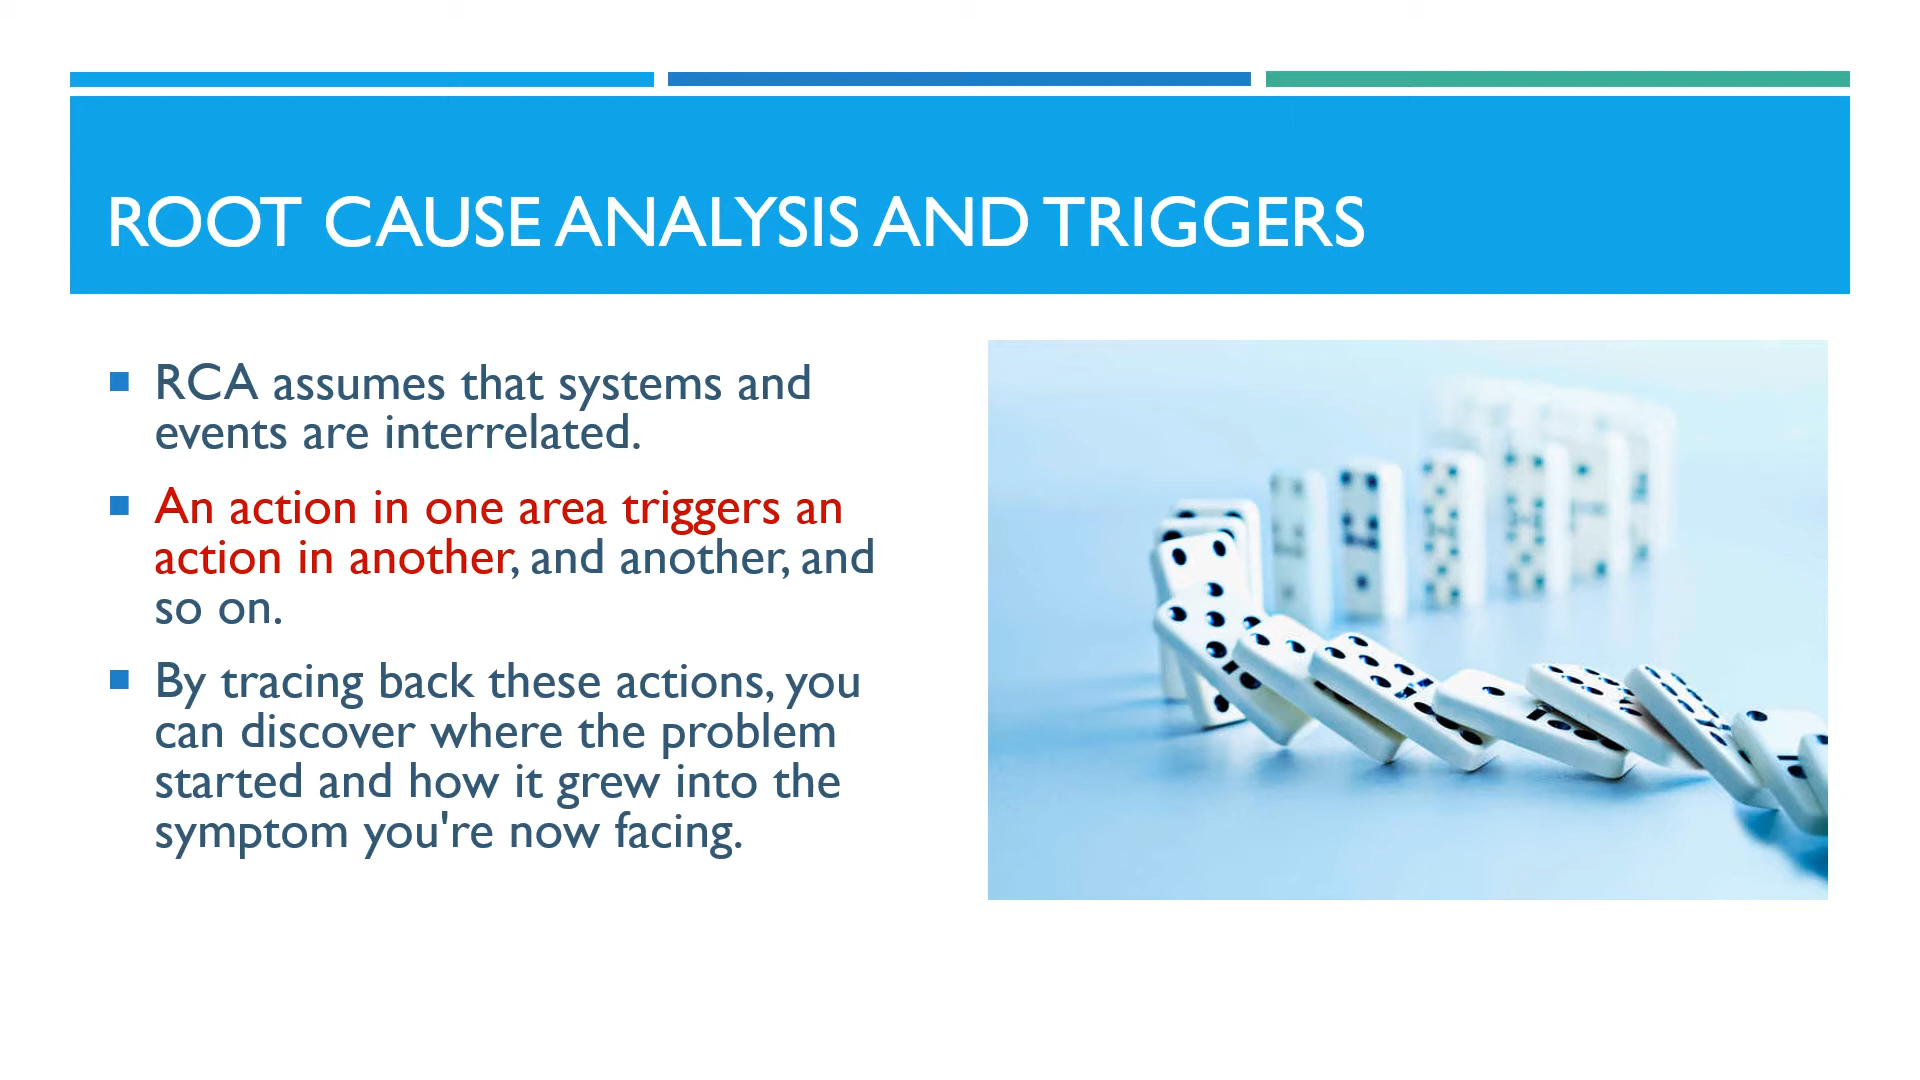 ROOT CAUSE ANALYSIS AND TRIGGERS
RCA assumes that systems and
events are interrelated.
An action in one area triggers an
action in another, and another, and
so on.
By tracing back these actions, you
can discover where the problem
started and how it grew into the
symptom you're now facing.